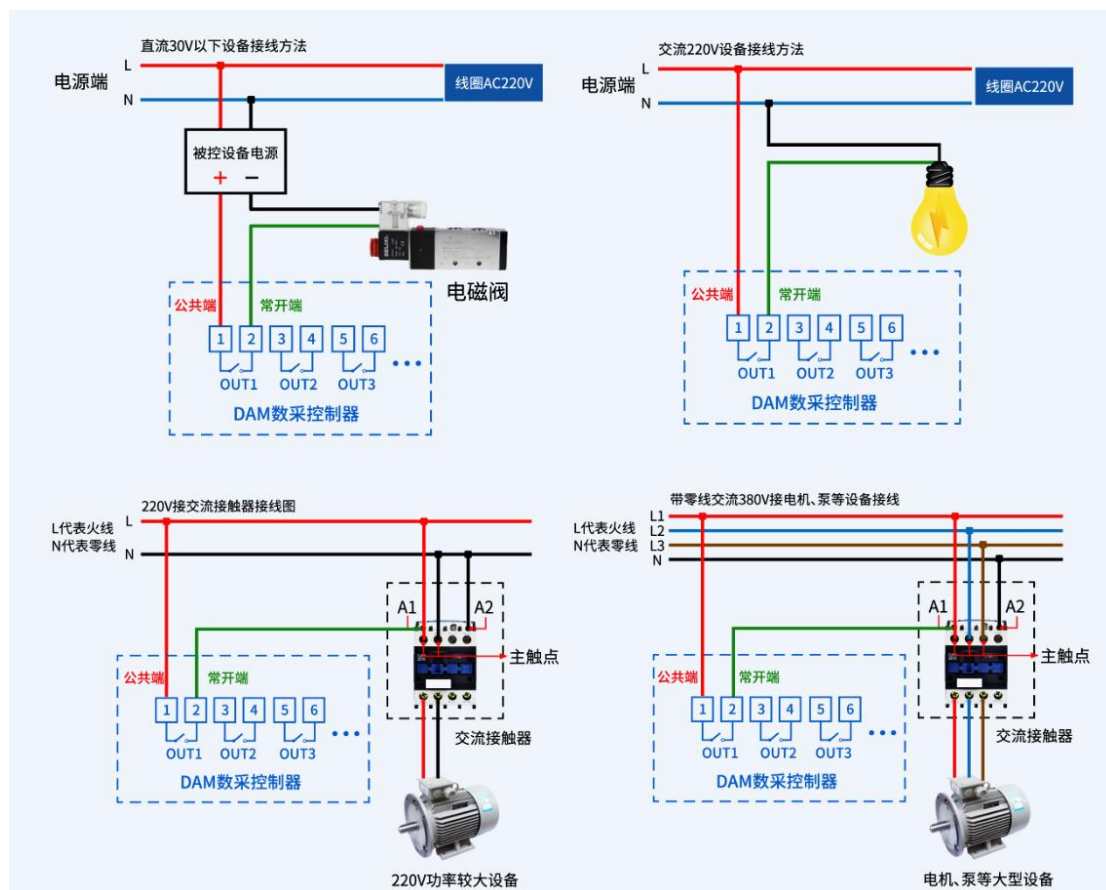 直流30V以下设备接线方法
L
电源端
线圈AC220V
N
被控设备电源
+ −
电磁阀
公共端
常开端
1 2 3 4 5 6
OUT1 OUT2 OUT3
DAM数采控制器
交流220V设备接线方法
L
电源端
线圈AC220V
N
公共端
常开端
1 2 3 4 5 6
OUT1 OUT2 OUT3
DAM数采控制器
220V接交流接触器接线图
L代表火线
L
N代表零线
N
A1 A2
主触点
公共端
常开端
1 2 3 4 5 6
OUT1 OUT2 OUT3
交流接触器
DAM数采控制器
220V功率较大设备
带零线交流380V接电机、泵等设备接线
L1
L代表火线
L2
N代表零线
L3
N
A1 A2
主触点
公共端
常开端
1 2 3 4 5 6
OUT1 OUT2 OUT3
交流接触器
DAM数采控制器
电机、泵等大型设备